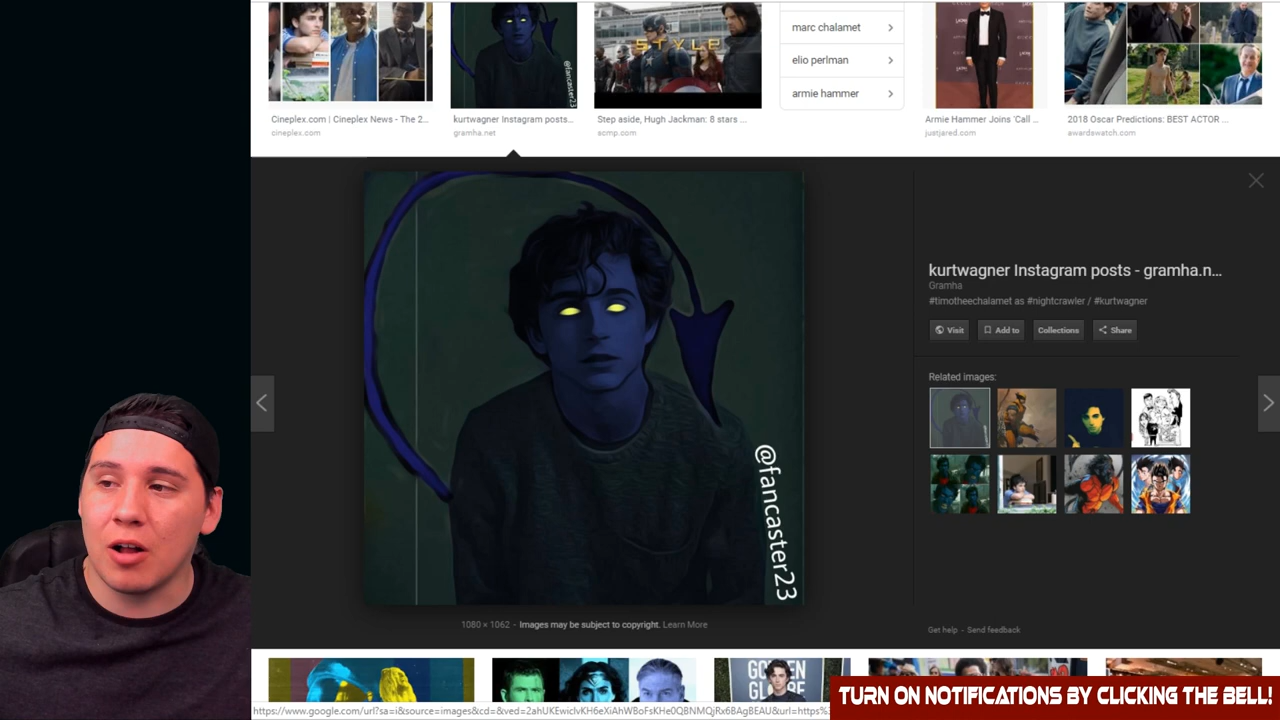 marc chalamet
elio perlman
armie hammer
STYLE
@fancaster23
Cineplex.com | Cineplex News - The 2...
cineplex.com
kurtwagner Instagram posts...
gramha.net
Step aside, Hugh Jackman: 8 stars ...
scmp.com
Armie Hammer Joins 'Call ...
justjared.com
2018 Oscar Predictions: BEST ACTOR ...
awardswatch.com
kurtwagner Instagram posts - gramha.n...
Gramha
#timotheechalamet as #nightcrawler / #kurtwagner
Visit
Add to
Collections
Share
Related images:
@fancaster23
1080 × 1062 - Images may be subject to copyright. Learn More
Get help - Send feedback
GOLDEN
GLOBE
TURN ON NOTIFICATIONS BY CLICKING THE BELL!